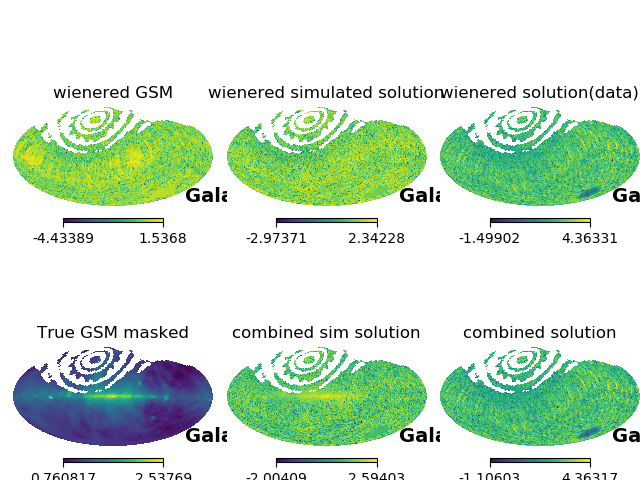 wienered GSM
wienered simulated solution
wienered solution(data)
Gala
Gala
Ga
-4.43389 1.5368
-2.97371 2.34228
-1.49902 4.36331
True GSM masked
combined sim solution
combined solution
Gala
Gala
Ga
0.760817 2.53769
-2.00409 2.59403
-1.10603 4.36317